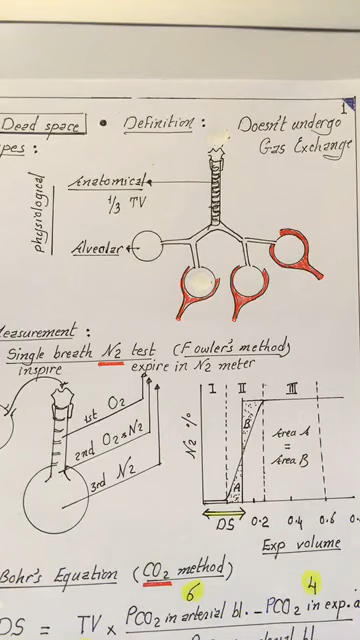 1
Dead space • Definition : Doesn't undergo
Gas Exchange
pes :
physiological
Anatomical
1/3 TV
Alveolar
Measurement :
Single breath N2 test (Fowler's method)
inspire expire in N2 meter
1st O2
2nd O2 & N2
3rd N2
N2 %
I II III
B
A
Area A
=
Area B
DS 0.2 0.4 0.6 0.
Exp volume
Bohr's Equation (CO2 method)
6 4
DS = TV x PCO2 in arterial bl. - PCO2 in exp. a